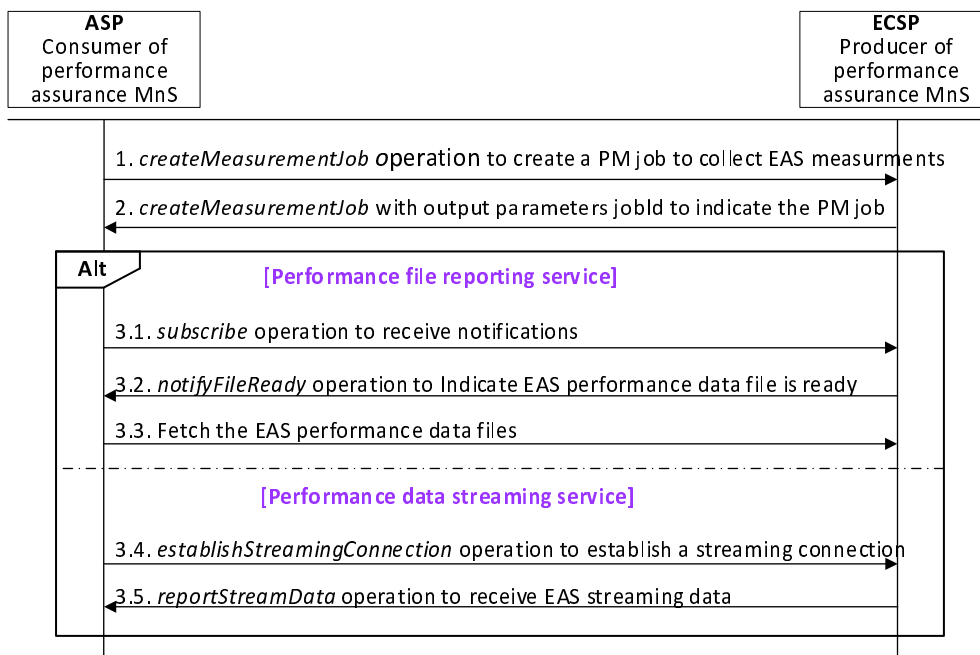 ASP
Consumer of
performance
assurance MnS
ECSP
Producer of
performance
assurance MnS
1. createMeasurementJob operation to create a PM job to collect EAS measurments
2. createMeasurementJob with output parameters jobId to indicate the PM job
Alt
[Performance file reporting service]
3.1. subscribe operation to receive notifications
3.2. notifyFileReady operation to Indicate EAS performance data file is ready
3.3. Fetch the EAS performance data files
[Performance data streaming service]
3.4. establishStreamingConnection operation to establish a streaming connection
3.5. reportStreamData operation to receive EAS streaming data